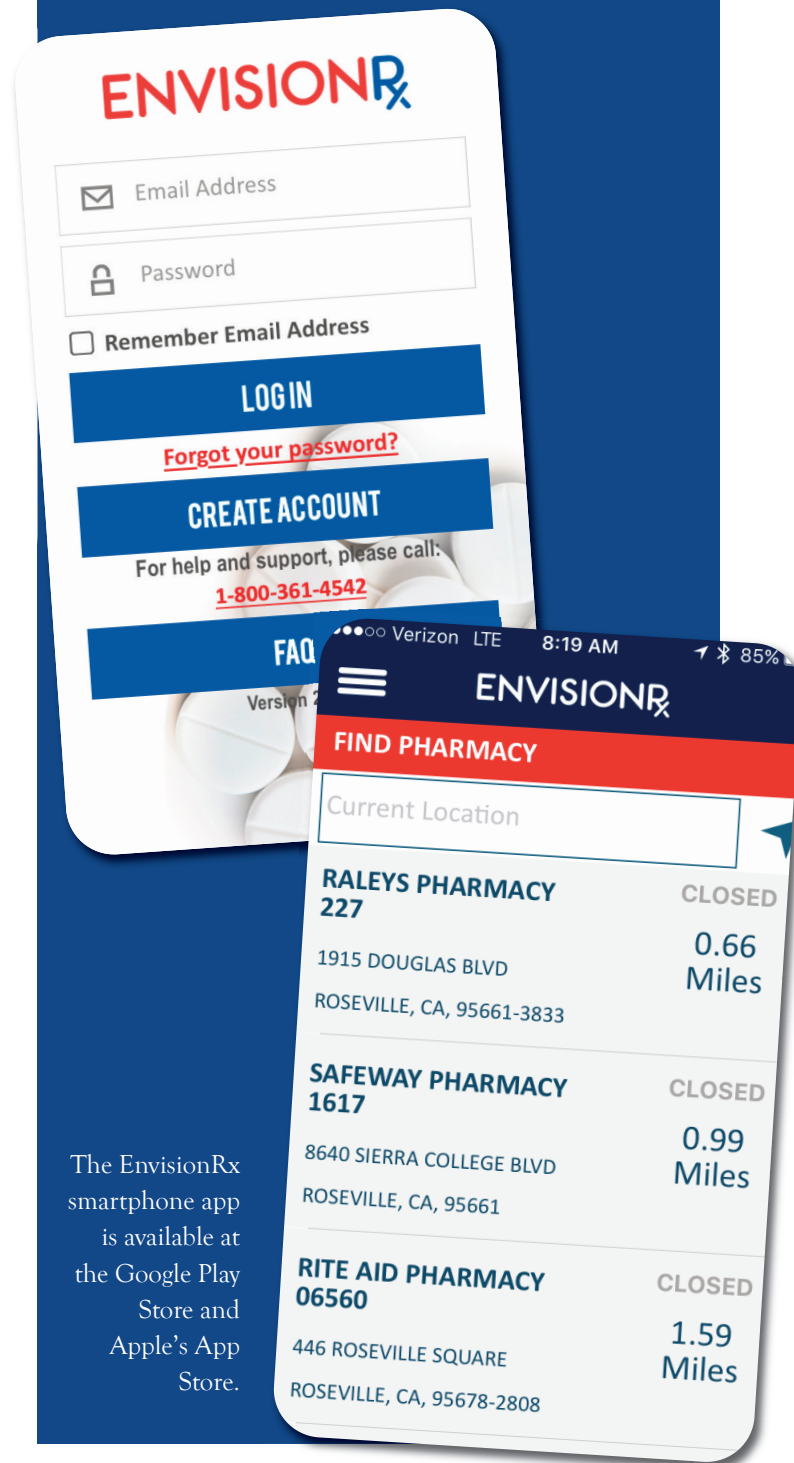 ENVISIONRx
Email Address
Password
Remember Email Address
LOG IN
Forgot your password?
CREATE ACCOUNT
For help and support, please call:
1-800-361-4542
FAQ
Version
Verizon LTE 8:19 AM 85%
ENVISIONRx
FIND PHARMACY
Current Location
RALEYS PHARMACY CLOSED
227
0.66
Miles
1915 DOUGLAS BLVD
ROSEVILLE, CA, 95661-3833
SAFEWAY PHARMACY CLOSED
1617
0.99
Miles
8640 SIERRA COLLEGE BLVD
ROSEVILLE, CA, 95661
RITE AID PHARMACY CLOSED
06560
1.59
Miles
446 ROSEVILLE SQUARE
ROSEVILLE, CA, 95678-2808
The EnvisionRx
smartphone app
is available at
the Google Play
Store and
Apple’s App
Store.